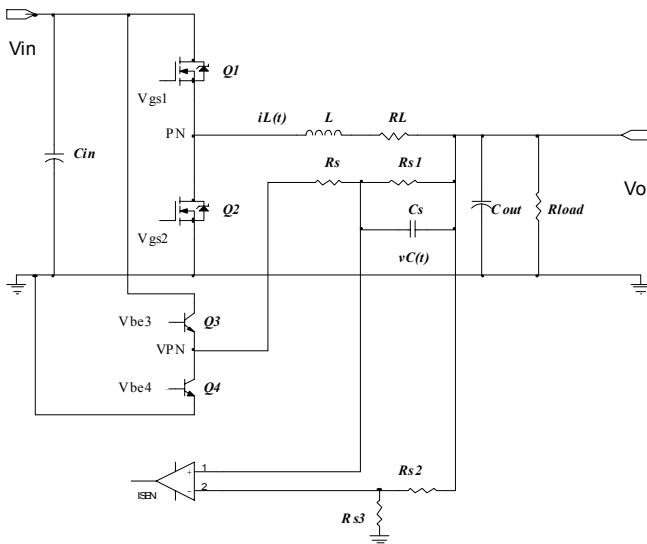 Vin
Q1
Vgs1
iL(t)
L
RL
PN
Cin
Rs
Rs1
Vo
Q2
Cs
Cout
Rload
Vgs2
vC(t)
Vbe3
Q3
VPN
Vbe4
Q4
+
1
Rs2
-
2
ISEN
Rs3